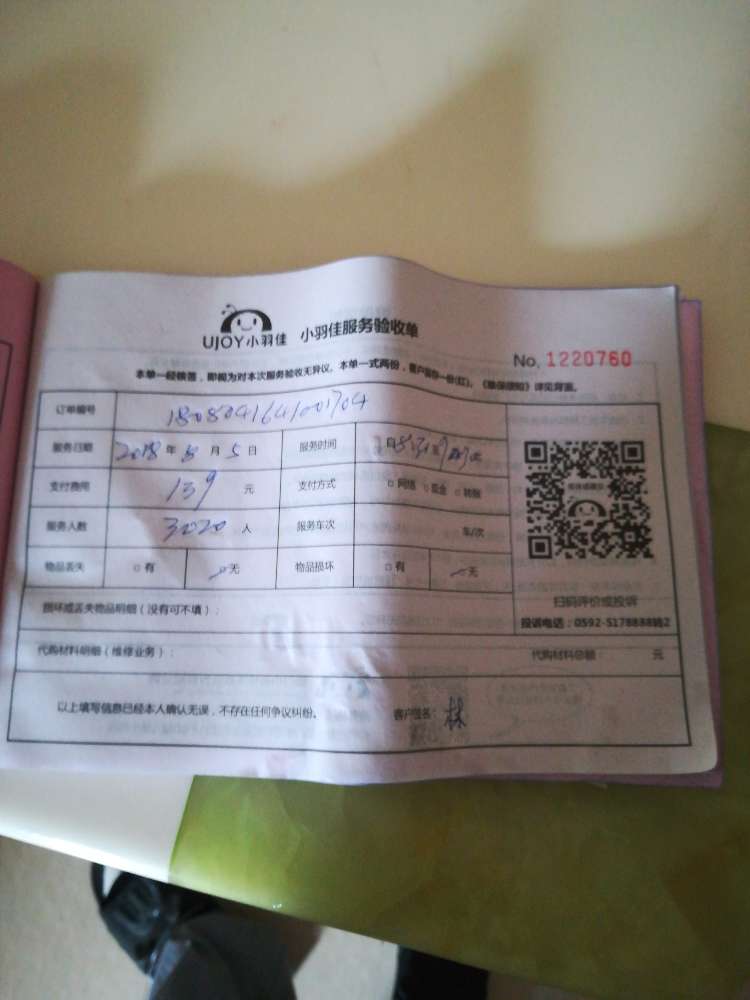 UJOY小羽佳 小羽佳服务验收单
No. 1220760
本单一经核签，即视为对本次服务验收无异议。本单一式两份，客户留存一份(红)。《单保须知》详见背面。
订单编号 1808041641001704
服务日期 2018 年 8 月 5 日 服务时间 自 至
支付费用 139 元 支付方式 □网络 □现金 □转账
服务人数 3020 人 服务车次 车/次
物品丢失 □有 □无 物品损坏 □有 □无
扫码评价或投诉
损坏或丢失物品明细（没有可不填）：
投诉电话：0592-5178888转2
代购材料明细（维修业务）： 代购材料总额： 元
以上填写信息已经本人确认无误，不存在任何争议纠纷。 客户签名： 林